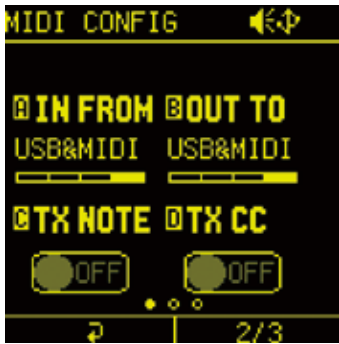 MIDI CONFIG
A IN FROM B OUT TO
USB&MIDI USB&MIDI
C TX NOTE D TX CC
OFF OFF
2/3